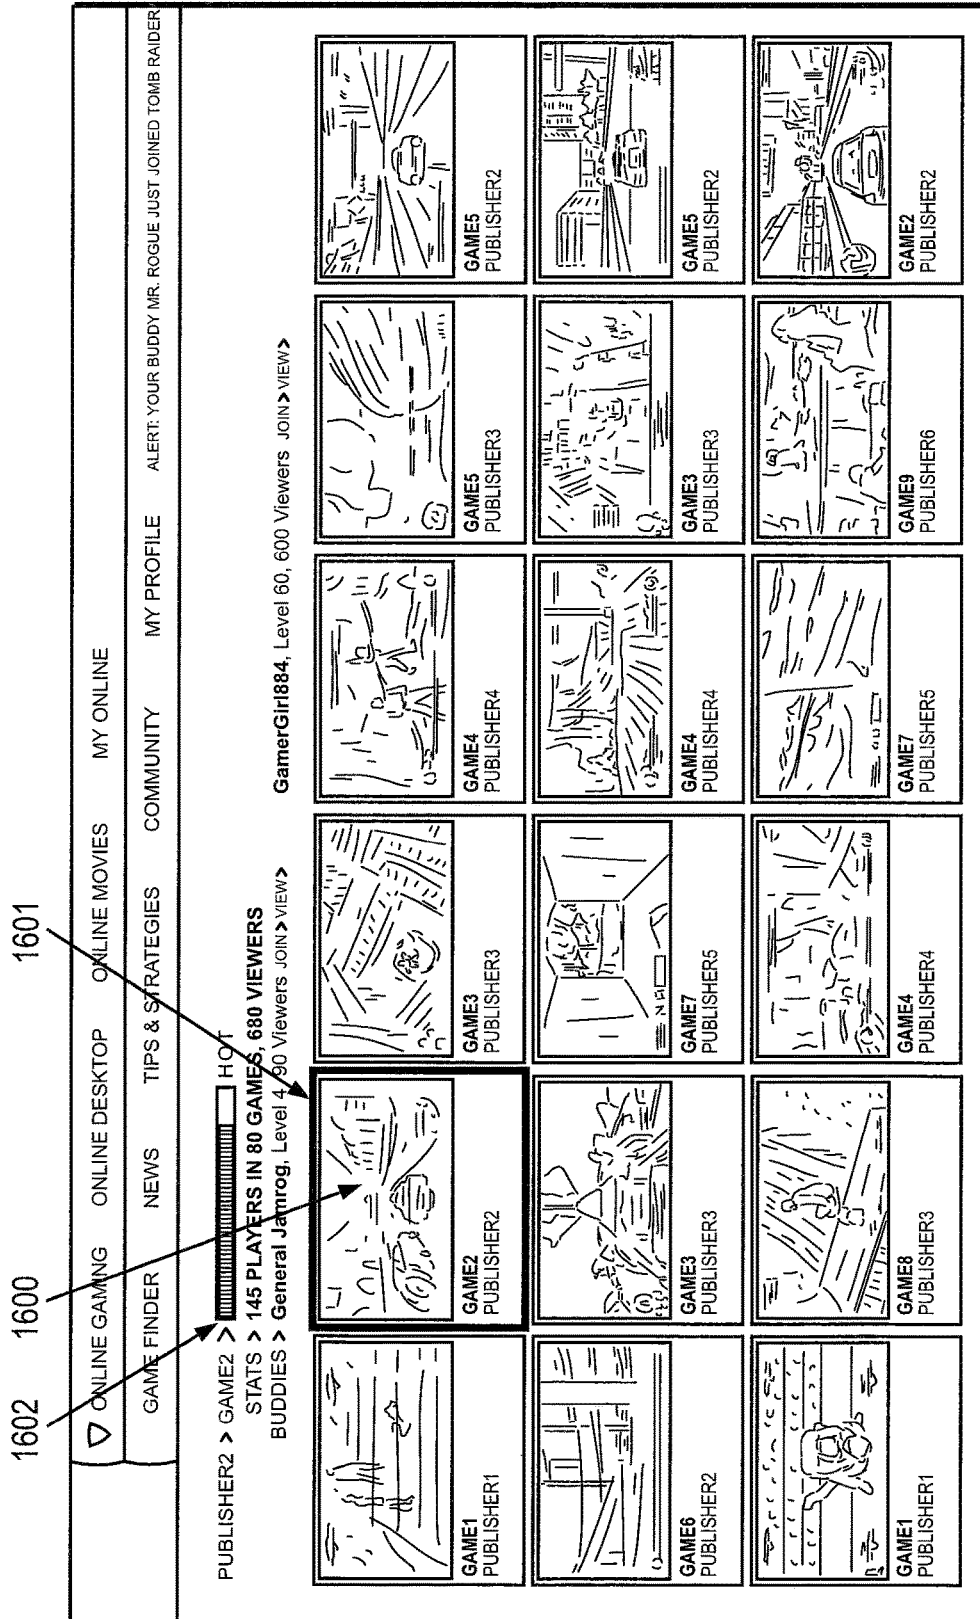 1602 1600 1601
ONLINE GAMING ONLINE DESKTOP ONLINE MOVIES MY ONLINE
GAME FINDER NEWS TIPS & STRATEGIES COMMUNITY MY PROFILE ALERT: YOUR BUDDY MR. ROGUE JUST JOINED TOMB RAIDER
PUBLISHER2 > GAME2 > HOT
STATS > 145 PLAYERS IN 80 GAMES, 680 VIEWERS
BUDDIES > General Jamrog, Level 4, 90 Viewers JOIN > VIEW > GamerGirl884, Level 60, 600 Viewers JOIN > VIEW >
GAME1 GAME2 GAME3 GAME4 GAME5 GAME5
PUBLISHER1 PUBLISHER2 PUBLISHER3 PUBLISHER4 PUBLISHER3 PUBLISHER2
GAME6 GAME3 GAME7 GAME4 GAME3 GAME5
PUBLISHER2 PUBLISHER3 PUBLISHER5 PUBLISHER4 PUBLISHER3 PUBLISHER2
GAME1 GAME8 GAME4 GAME7 GAME9 GAME2
PUBLISHER1 PUBLISHER3 PUBLISHER4 PUBLISHER5 PUBLISHER6 PUBLISHER2